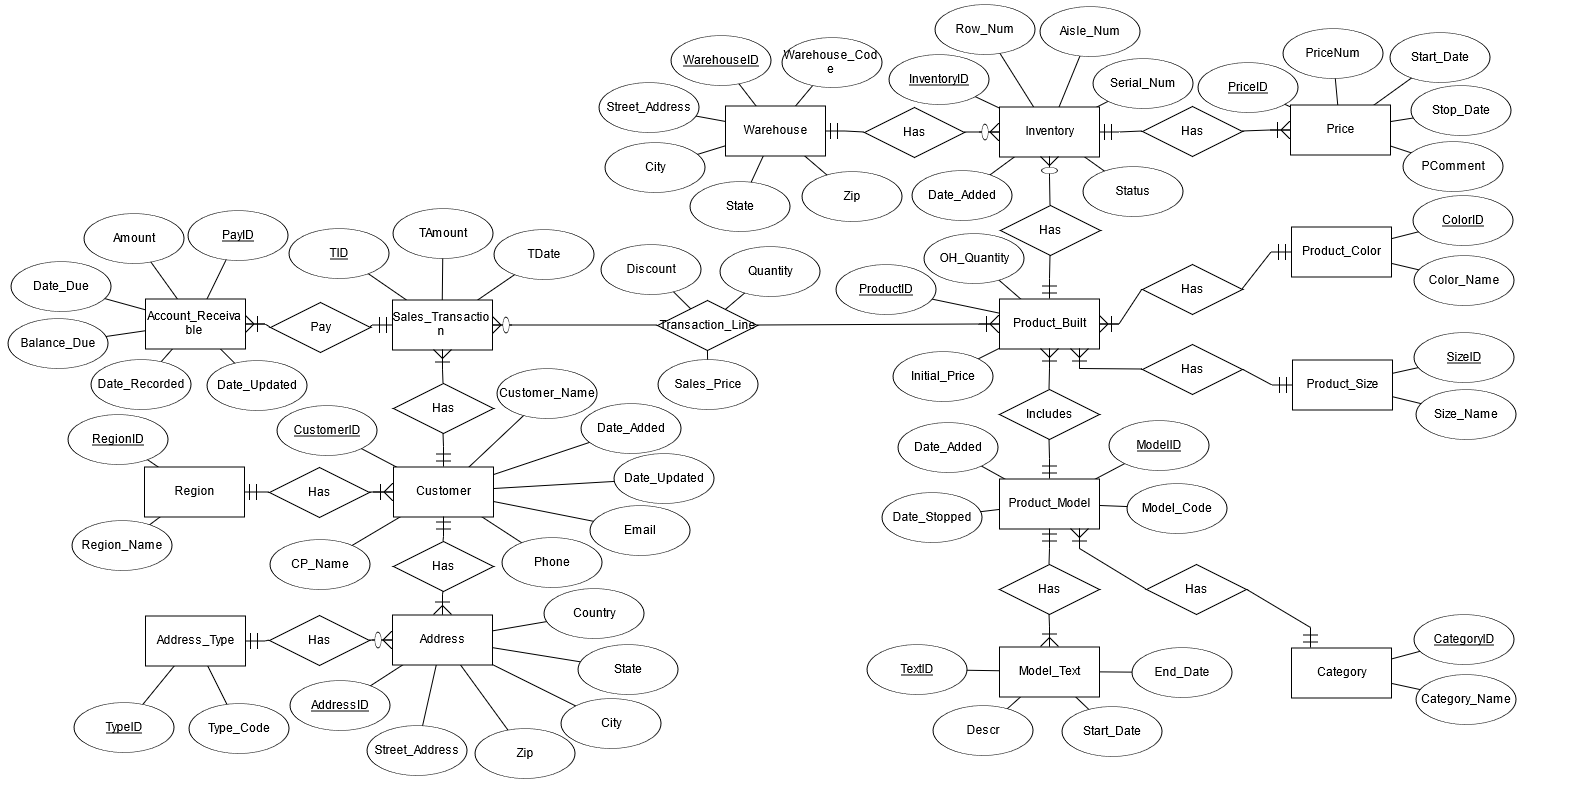 Row_Num
Aisle_Num
Warehouse_Cod
e
WarehouseID
PriceNum
Start_Date
InventoryID
Serial_Num
PriceID
Street_Address
Stop_Date
Warehouse
Has
Inventory
Has
Price
City
PComment
State
Zip
Date_Added
Status
Amount
PayID
TAmount
TID
TDate
Has
ColorID
Product_Color
Color_Name
Discount
Quantity
OH_Quantity
ProductID
Has
Date_Due
Account_Receiva
ble
Pay
Sales_Transactio
n
Transaction_Line
Product_Built
Balance_Due
Date_Recorded
Date_Updated
Sales_Price
Initial_Price
Has
SizeID
Product_Size
Size_Name
Has
Customer_Name
Includes
RegionID
CustomerID
Date_Added
Date_Added
ModelID
Date_Updated
Region
Has
Customer
Product_Model
Model_Code
Date_Stopped
Email
Region_Name
CP_Name
Phone
Has
Has
Has
Country
Address_Type
Has
Address
State
CategoryID
TextID
Model_Text
End_Date
Category
Category_Name
AddressID
TypeID
Type_Code
City
Street_Address
Zip
Descr
Start_Date